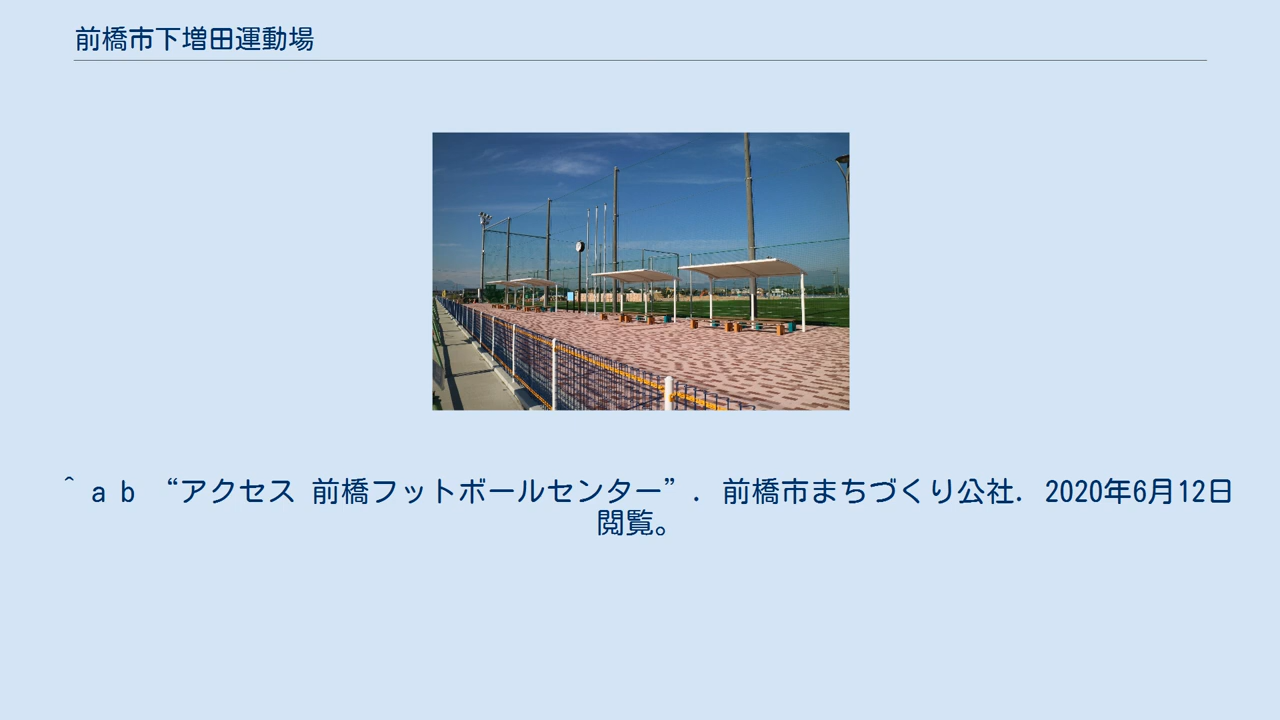 前橋市下増田運動場
^ a b “アクセス 前橋フットボールセンター”. 前橋市まちづくり公社. 2020年6月12日
閲覧。